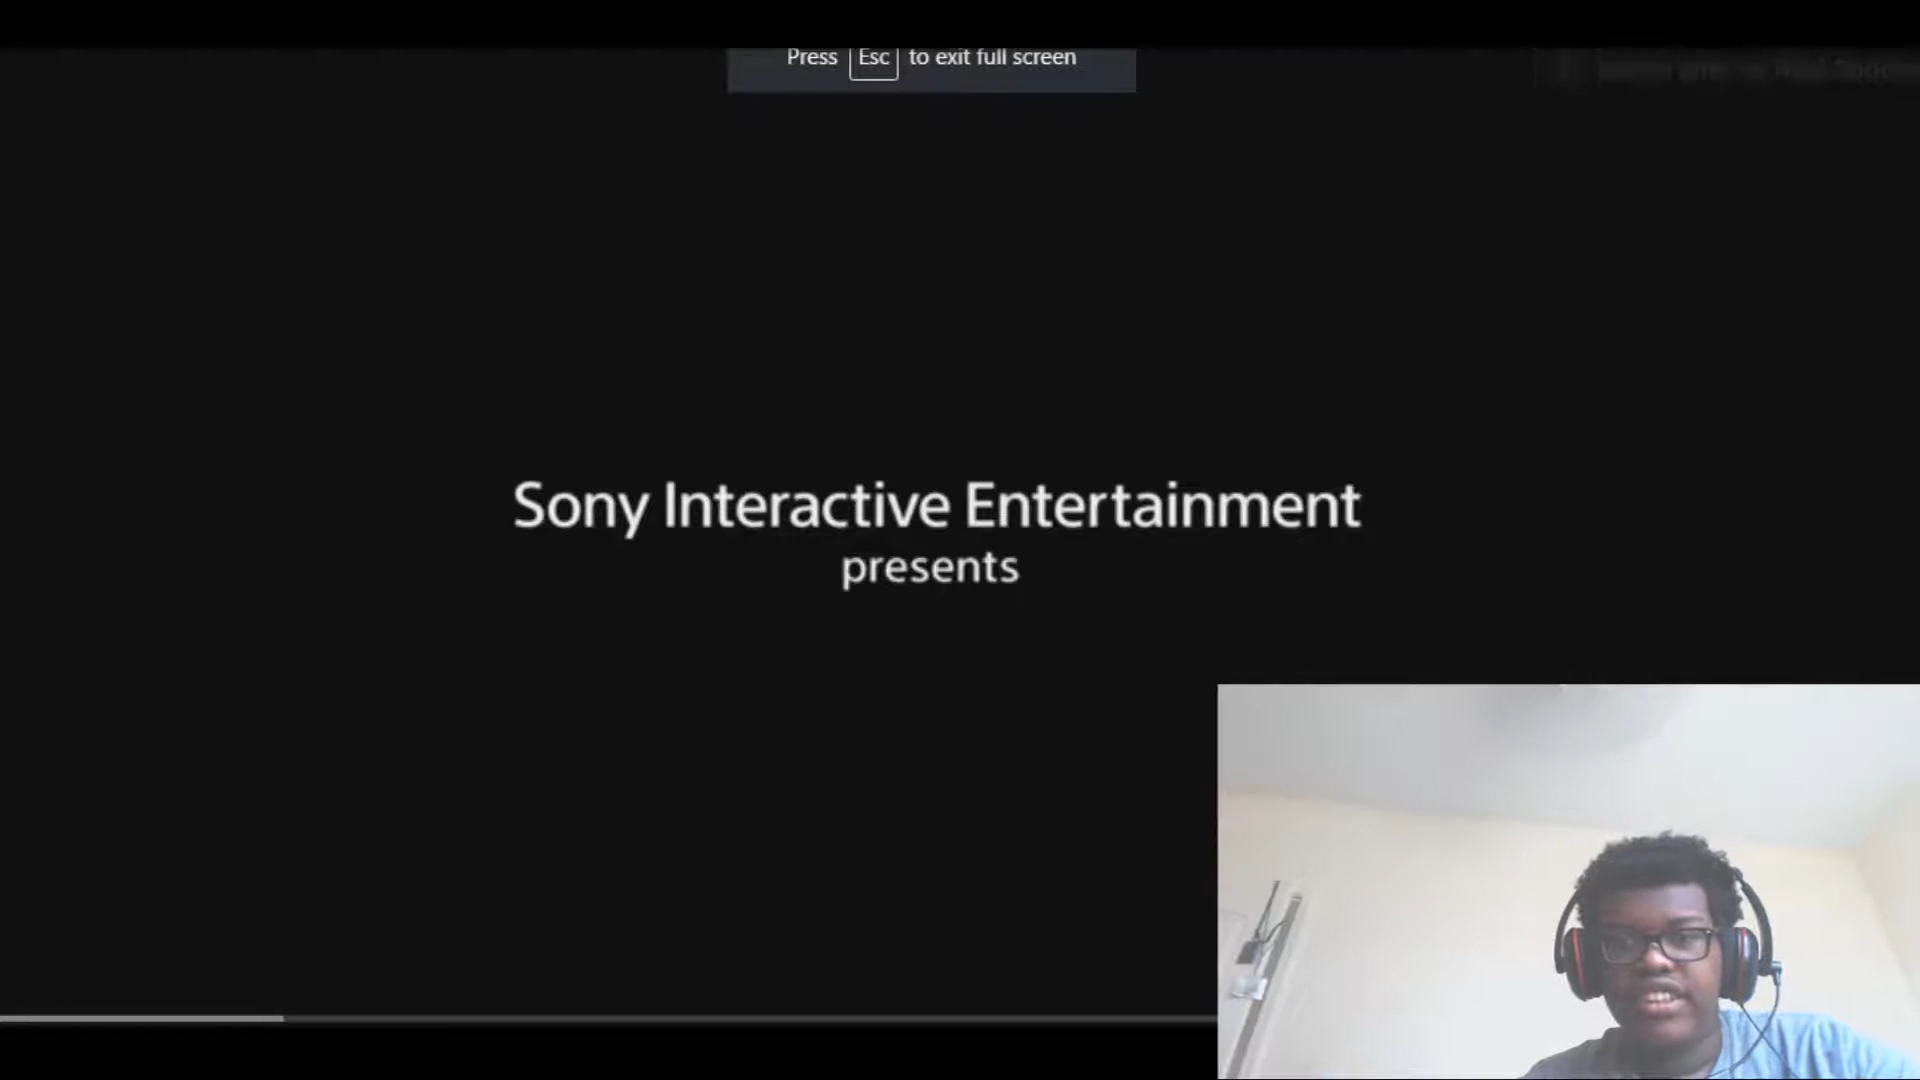 Press Esc to exit full screen
Sony Interactive Entertainment
presents